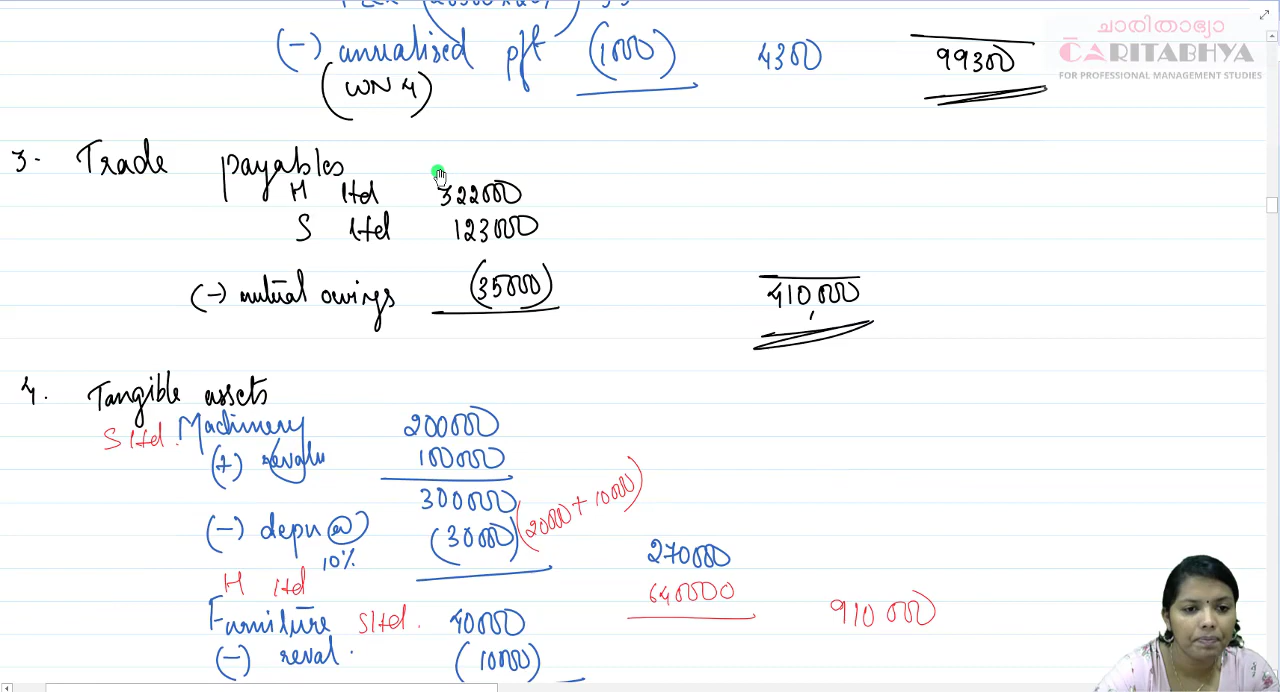 ചാരിതാഭ്യാ
CARITABHYA
FOR PROFESSIONAL MANAGEMENT STUDIES
(-) annualised pft (1000) 4300 99300
(WN 4)
3. Trade payables
H ltd 322000
S ltd 123000
(-) mutual owings (35000) 410,000
4. Tangible assets
S ltd. Machinery 200000
(+) revalu 100000
300000
(-) depn @ 10% (30000) (20000 + 10000) 270000
H ltd 640000 910000
Furniture S ltd. 40000
(-) reval. (10000)